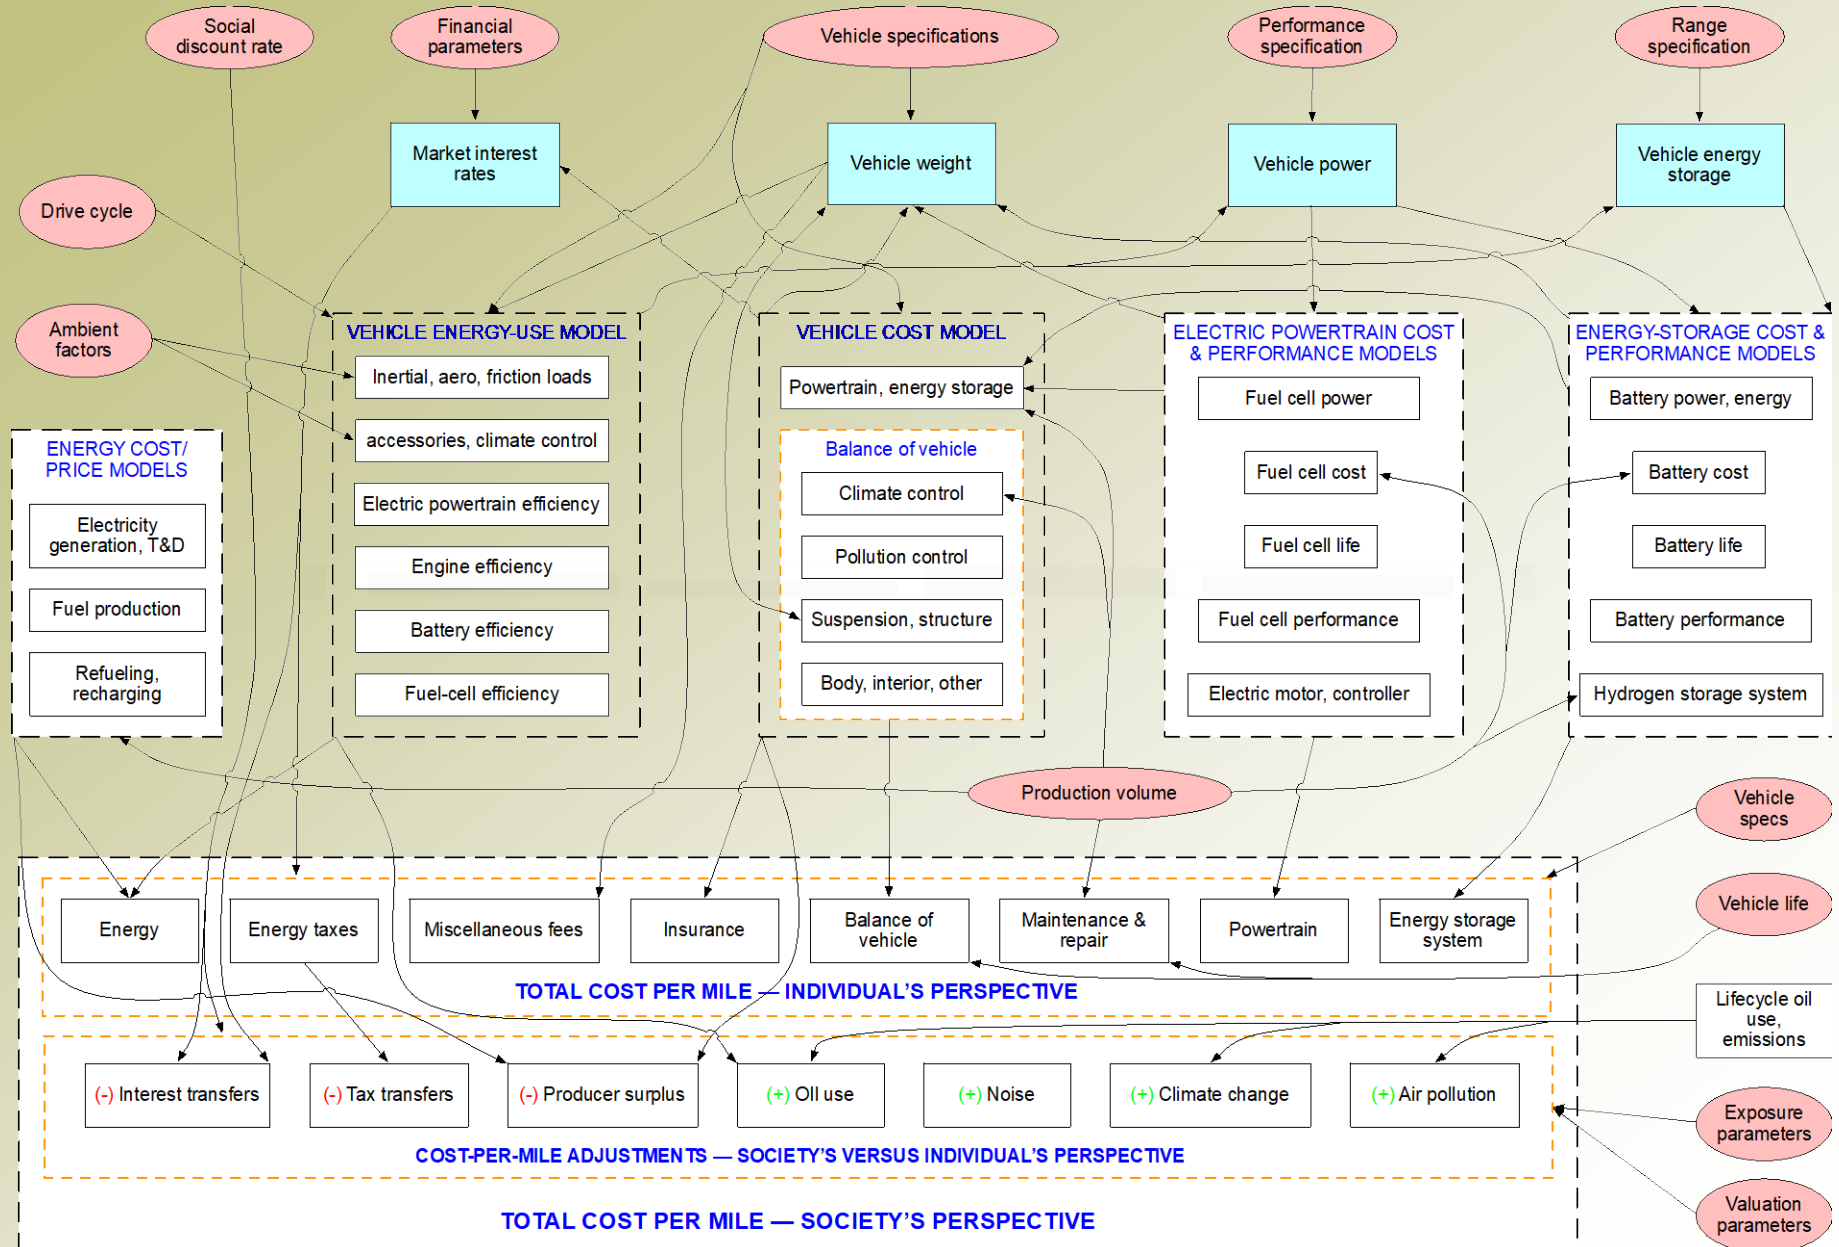 Social
discount rate
Financial
parameters
Vehicle specifications
Performance
specification
Range
specification
Market interest
rates
Vehicle weight
Vehicle power
Vehicle energy
storage
Drive cycle
Ambient
factors
VEHICLE ENERGY-USE MODEL
Inertial, aero, friction loads
accessories, climate control
Electric powertrain efficiency
Engine efficiency
Battery efficiency
Fuel-cell efficiency
VEHICLE COST MODEL
Powertrain, energy storage
Balance of vehicle
Climate control
Pollution control
Suspension, structure
Body, interior, other
ELECTRIC POWERTRAIN COST
& PERFORMANCE MODELS
Fuel cell power
Fuel cell cost
Fuel cell life
Fuel cell performance
Electric motor, controller
ENERGY-STORAGE COST &
PERFORMANCE MODELS
Battery power, energy
Battery cost
Battery life
Battery performance
Hydrogen storage system
ENERGY COST/
PRICE MODELS
Electricity
generation, T&D
Fuel production
Refueling,
recharging
Production volume
Vehicle
specs
Vehicle life
Energy
Energy taxes
Miscellaneous fees
Insurance
Balance of
vehicle
Maintenance &
repair
Powertrain
Energy storage
system
TOTAL COST PER MILE — INDIVIDUAL'S PERSPECTIVE
Lifecycle oil
use,
emissions
(-) Interest transfers
(-) Tax transfers
(-) Producer surplus
(+) OIl use
(+) Noise
(+) Climate change
(+) Air pollution
COST-PER-MILE ADJUSTMENTS — SOCIETY'S VERSUS INDIVIDUAL'S PERSPECTIVE
Exposure
parameters
Valuation
parameters
TOTAL COST PER MILE — SOCIETY'S PERSPECTIVE